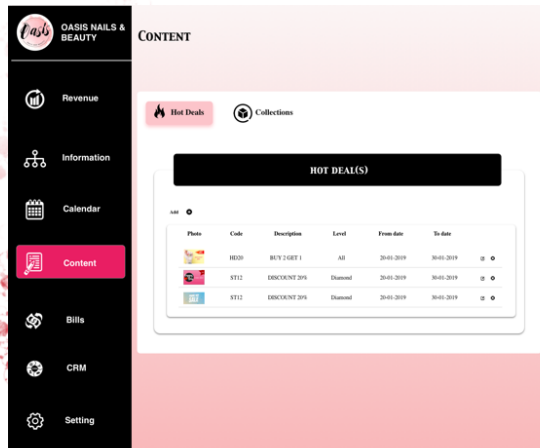 Oasis
OASIS NAILS &
BEAUTY
CONTENT
Revenue
Information
Calendar
Content
Bills
CRM
Setting
Hot Deals
Collections
HOT DEAL(S)
Add
Photo Code Description Level From date To date
HD20 BUY 2 GET 1 All 20-01-2019 30-01-2019
ST12 DISCOUNT 20% Diamond 20-01-2019 30-01-2019
ST12 DISCOUNT 20% Diamond 20-01-2019 30-01-2019